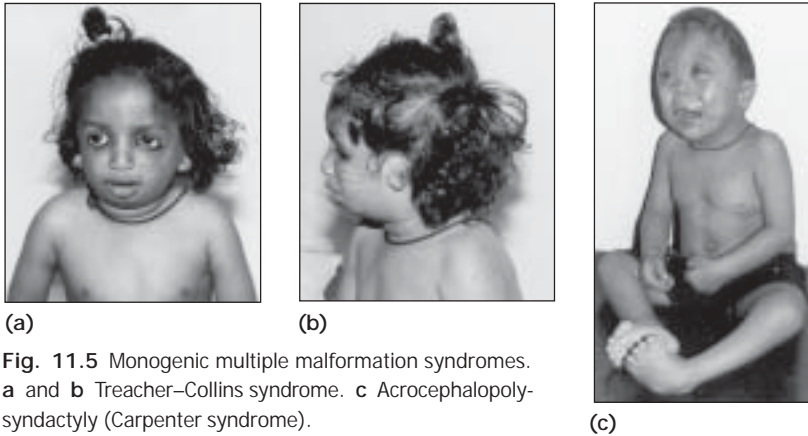 (a)
(b)
Fig. 11.5 Monogenic multiple malformation syndromes.
a and b Treacher–Collins syndrome. c Acrocephalopoly-
syndactyly (Carpenter syndrome).
(c)